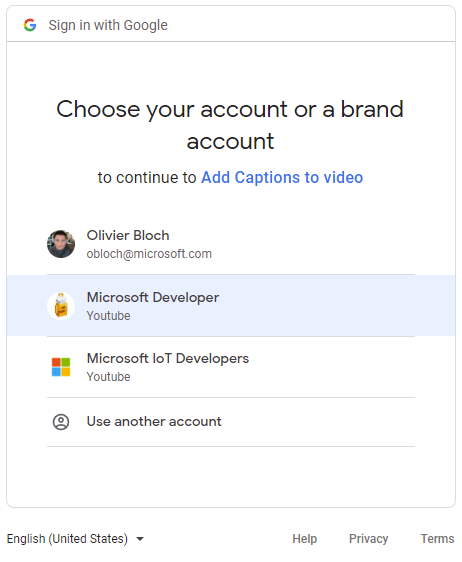 Sign in with Google
Choose your account or a brand
account
to continue to Add Captions to video
Olivier Bloch
obloch@microsoft.com
Microsoft Developer
Youtube
Microsoft IoT Developers
Youtube
Use another account
English (United States)
Help
Privacy
Terms